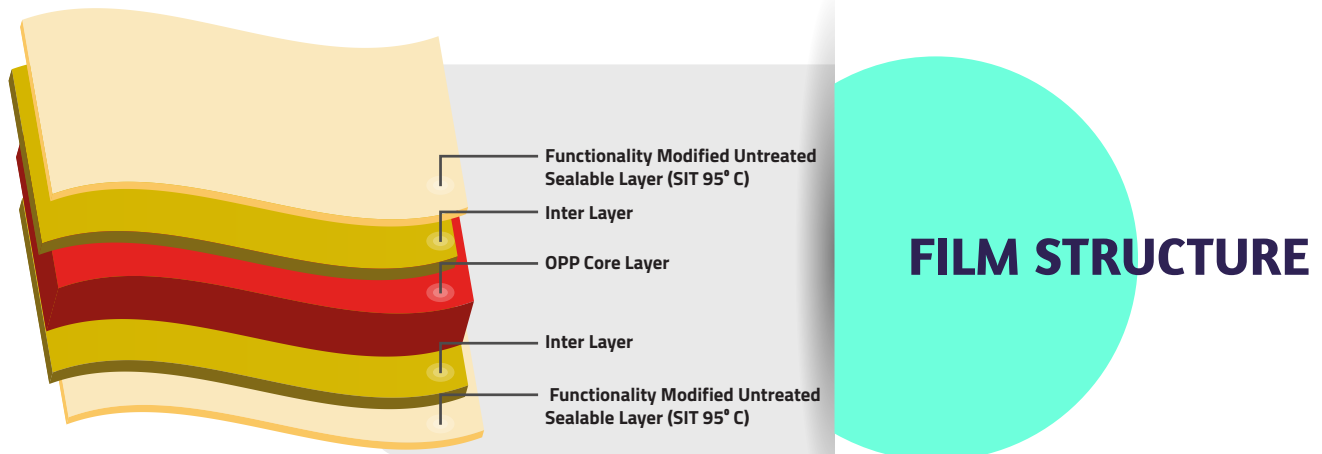 Functionality Modified Untreated
Sealable Layer (SIT 95° C)
Inter Layer
OPP Core Layer
Inter Layer
Functionality Modified Untreated
Sealable Layer (SIT 95° C)
FILM STRUCTURE